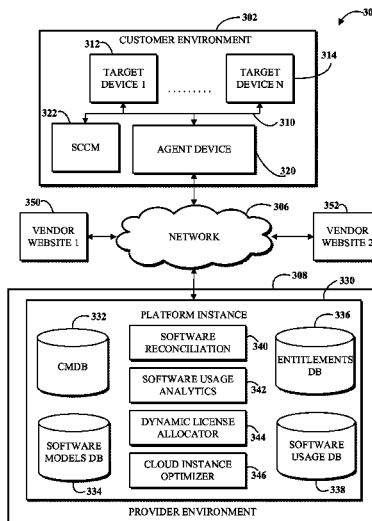 30
302
CUSTOMER ENVIRONMENT
312
TARGET
DEVICE 1
.........
TARGET
DEVICE N
314
322
SCCM
310
AGENT DEVICE
320
350
VENDOR
WEBSITE 1
306
NETWORK
352
VENDOR
WEBSITE 2
308
330
332
PLATFORM INSTANCE
336
CMDB
SOFTWARE
RECONCILIATION
340
ENTITLEMENTS
DB
SOFTWARE USAGE
ANALYTICS
342
SOFTWARE
MODELS DB
DYNAMIC LICENSE
ALLOCATOR
344
SOFTWARE
USAGE DB
CLOUD INSTANCE
OPTIMIZER
346
334
338
PROVIDER ENVIRONMENT